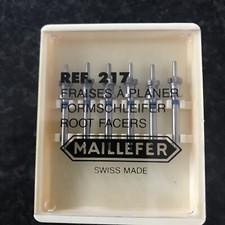 REF. 217
FRAISES À PLANER
FORMSCHLEIFER
ROOT FACERS
MAILLEFER
SWISS MADE